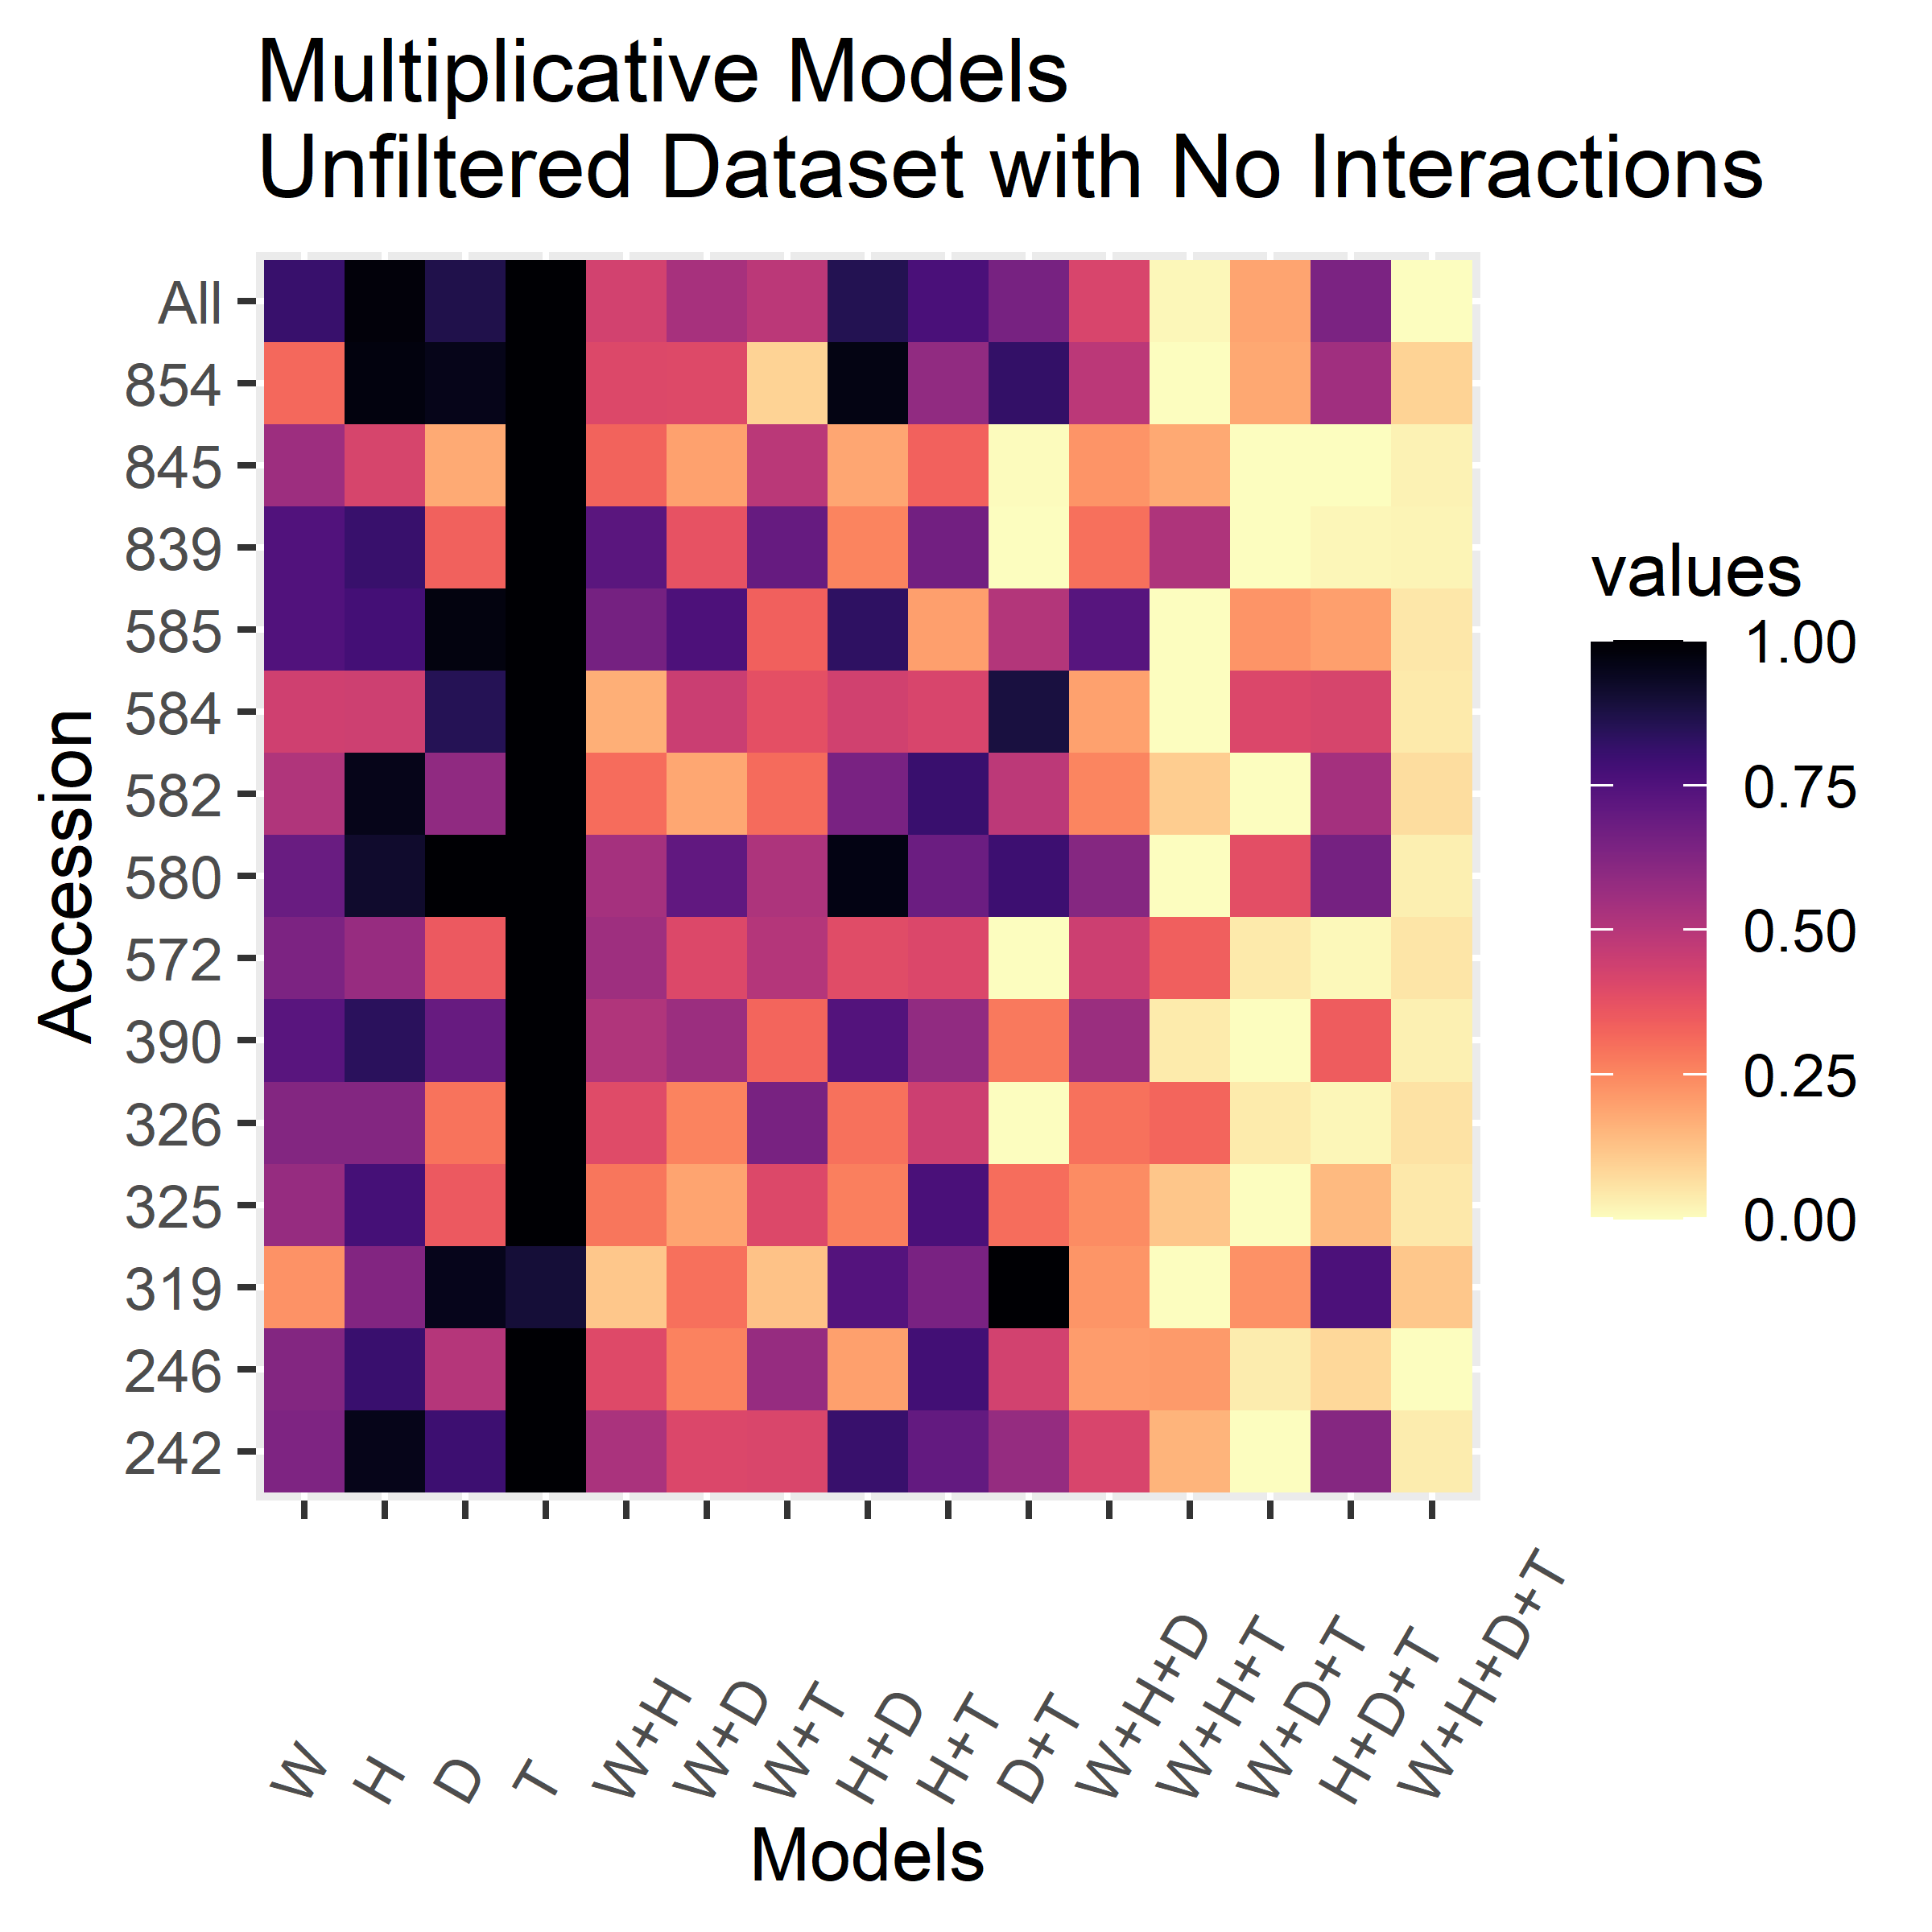 Multiplicative Models
Unfiltered Dataset with No Interactions
All
854
845
839
585
584
582
580
572
390
326
325
319
246
242
Accession
W
H
D
T
W+H
W+D
W+T
H+D
H+T
D+T
W+H+D
W+H+T
W+D+T
H+D+T
W+H+D+T
Models
values
1.00
0.75
0.50
0.25
0.00